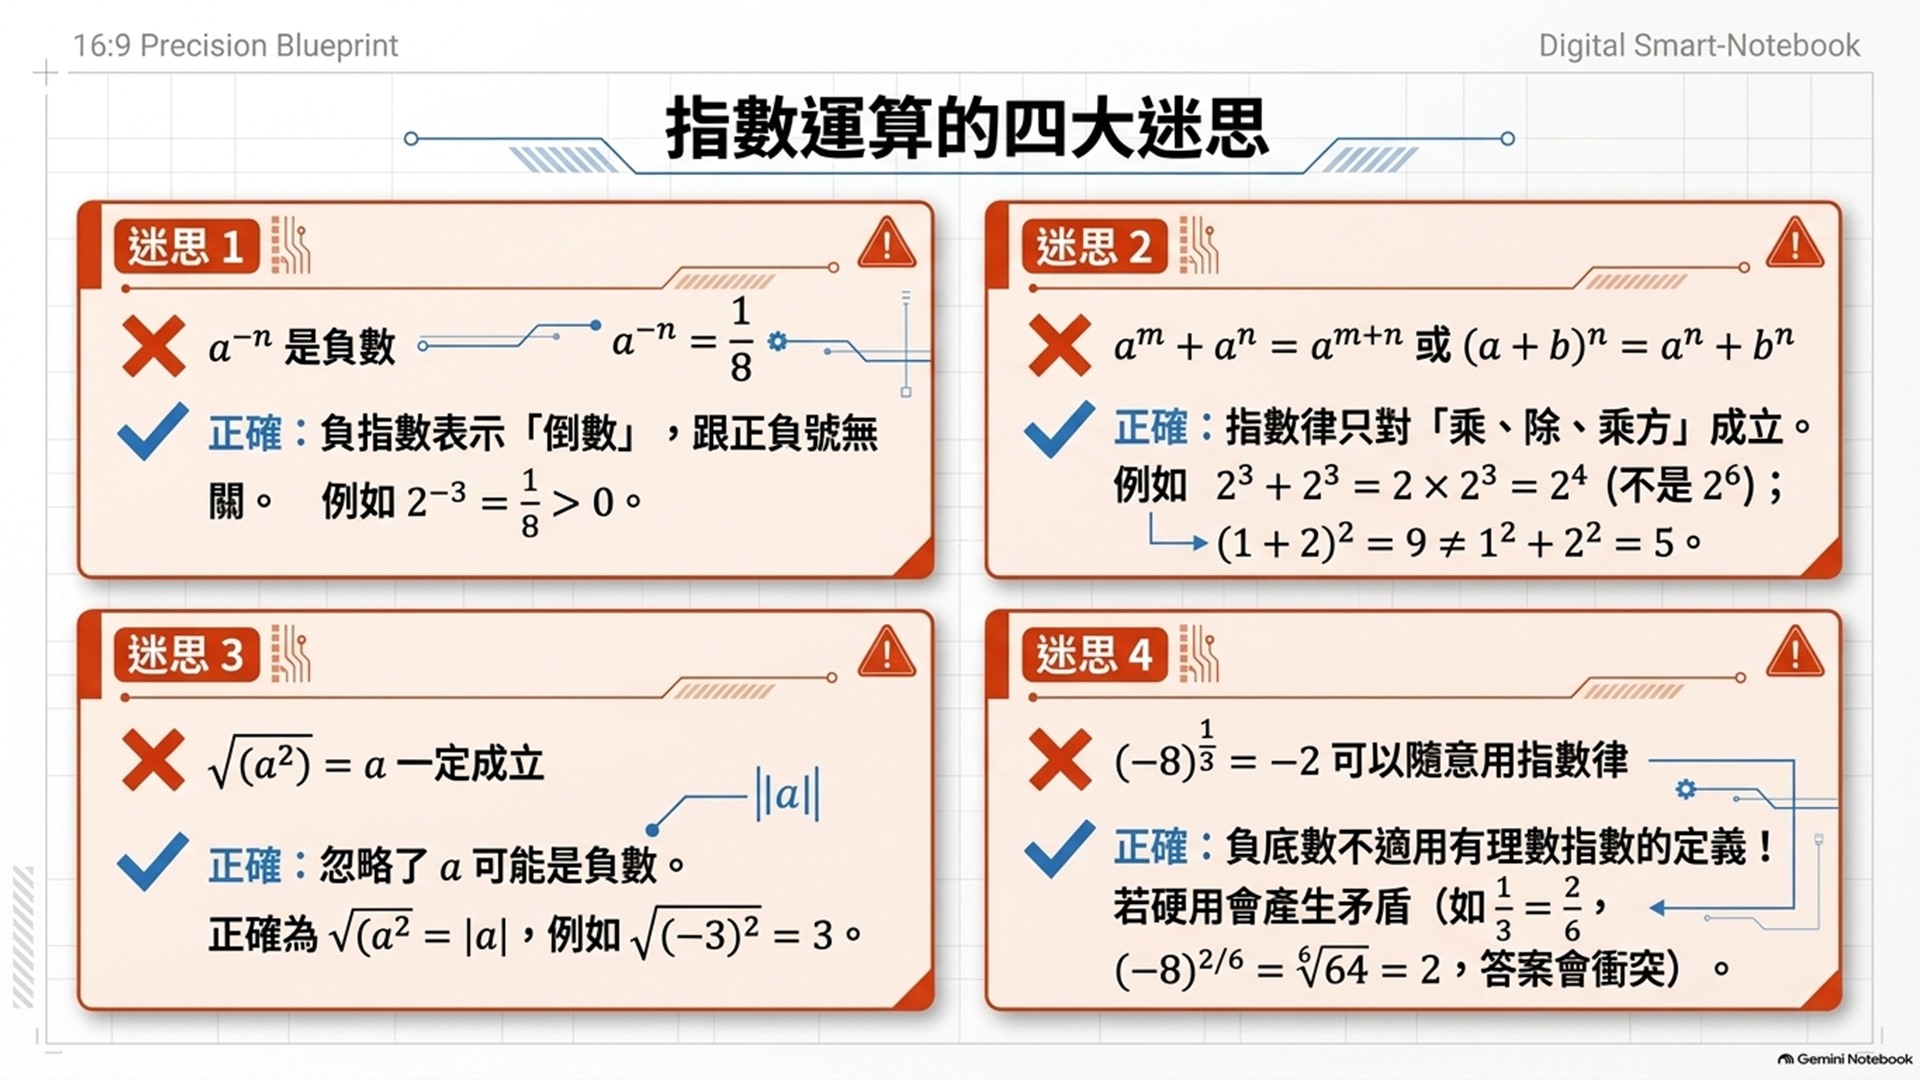 16:9 Precision Blueprint
Digital Smart-Notebook
指數運算的四大迷思
迷思 1
a⁻ⁿ 是負數
a⁻ⁿ = 1/8
正確：負指數表示「倒數」，跟正負號無
關。 例如 2⁻³ = 1/8 > 0。
迷思 2
aᵐ + aⁿ = aᵐ⁺ⁿ 或 (a + b)ⁿ = aⁿ + bⁿ
正確：指數律只對「乘、除、乘方」成立。
例如 2³ + 2³ = 2 × 2³ = 2⁴ (不是 2⁶)；
(1 + 2)² = 9 ≠ 1² + 2² = 5。
迷思 3
√(a²) = a 一定成立
||a||
正確：忽略了 a 可能是負數。
正確為 √(a² = |a|，例如 √(−3)² = 3。
迷思 4
(−8)^(1/3) = −2 可以隨意用指數律
正確：負底數不適用有理數指數的定義！
若硬用會產生矛盾（如 1/3 = 2/6，
(−8)^(2/6) = ⁶√64 = 2，答案會衝突）。
Gemini Notebook